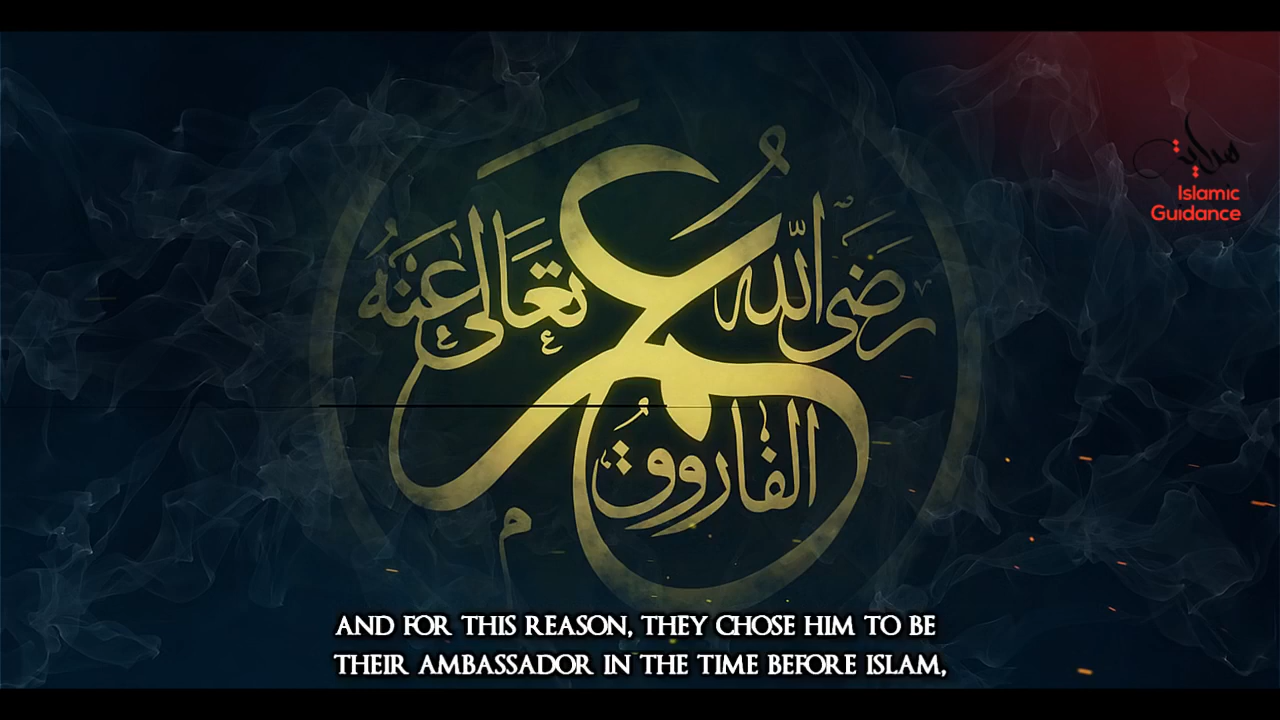 عمر
رضي الله تعالى عنه
الفاروق
هداية
Islamic
Guidance
AND FOR THIS REASON, THEY CHOSE HIM TO BE
THEIR AMBASSADOR IN THE TIME BEFORE ISLAM,